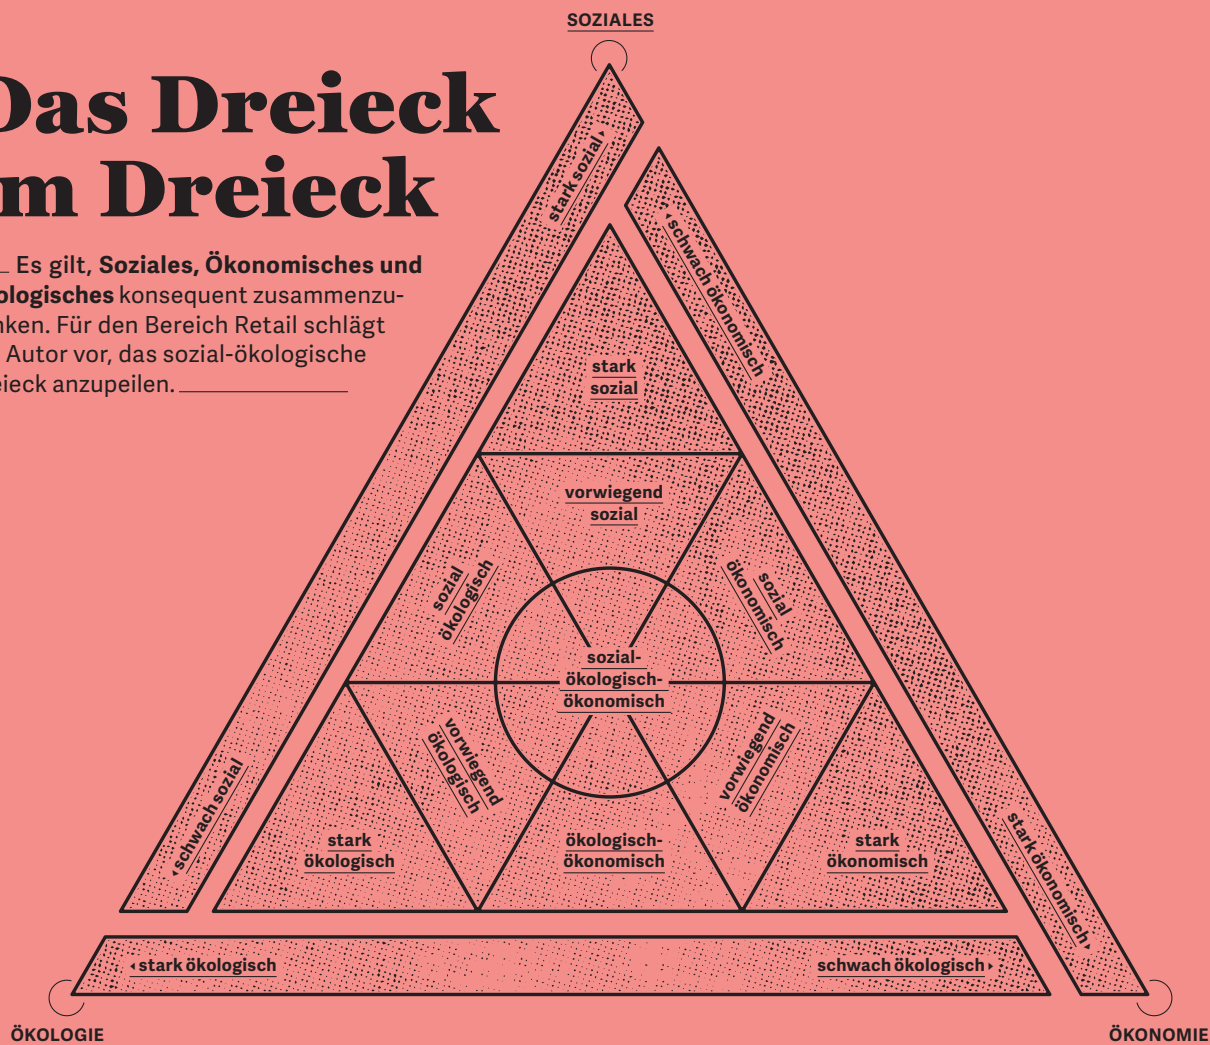 SOZIALES
Das Dreieck
m Dreieck
Es gilt, Soziales, Ökonomisches und
ologisches konsequent zusammenzu-
nken. Für den Bereich Retail schlägt
Autor vor, das sozial-ökologische
eieck anzupeilen.
stark sozial
schwach ökonomisch
stark
sozial
vorwiegend
sozial
sozial
ökologisch
sozial
ökonomisch
sozial-
ökologisch-
ökonomisch
vorwiegend
ökologisch
vorwiegend
ökonomisch
schwach sozial
stark
ökologisch
ökologisch-
ökonomisch
stark
ökonomisch
stark ökonomisch
stark ökologisch
schwach ökologisch
ÖKOLOGIE
ÖKONOMIE